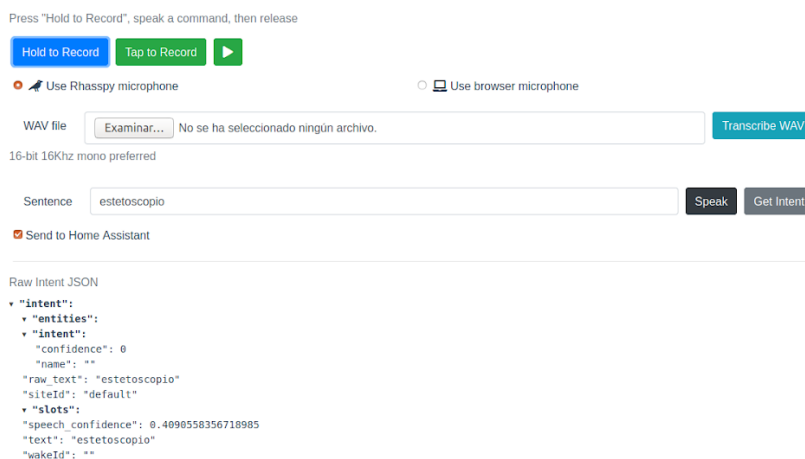 Press "Hold to Record", speak a command, then release
Hold to Record Tap to Record
Use Rhasspy microphone Use browser microphone
WAV file Examinar... No se ha seleccionado ningún archivo. Transcribe WAV
16-bit 16Khz mono preferred
Sentence estetoscopio Speak Get Intent
Send to Home Assistant
Raw Intent JSON
"intent":
"entities":
"intent":
"confidence": 0
"name": ""
"raw_text": "estetoscopio"
"siteId": "default"
"slots":
"speech_confidence": 0.4090558356718985
"text": "estetoscopio"
"wakeId": ""